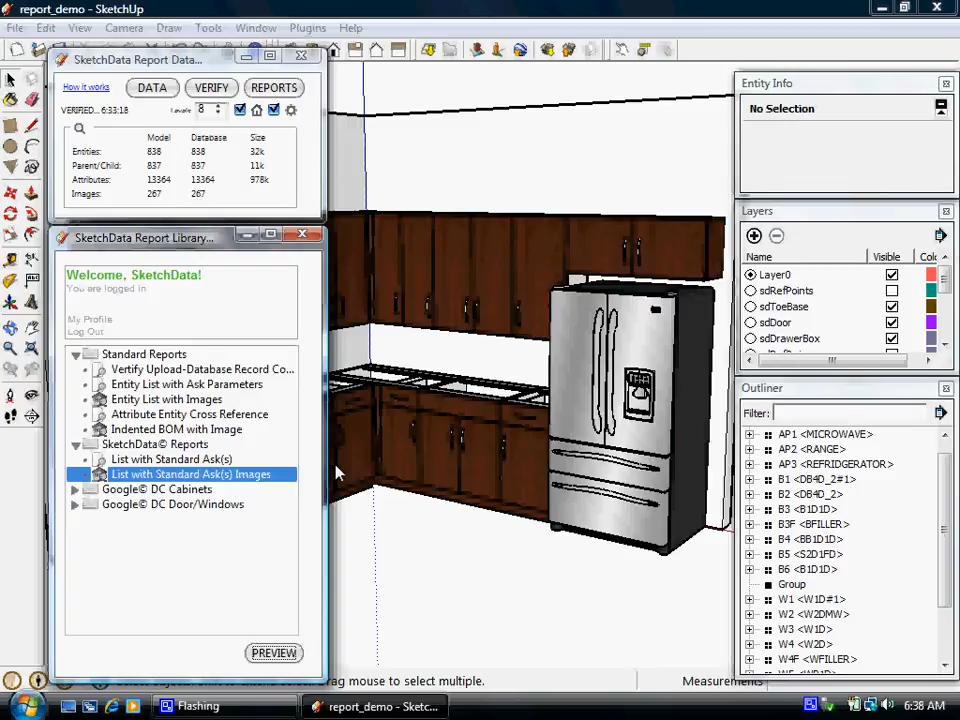 report_demo - SketchUp
File Edit View Camera Draw Tools Window Plugins Help
SketchData Report Data...
How it works DATA VERIFY REPORTS
VERIFIED... 6:33:18 Levels 8
Model Database Size
Entities: 838 838 32k
Parent/Child: 837 837 11k
Attributes: 13364 13364 978k
Images: 267 267
SketchData Report Library...
Welcome, SketchData!
You are logged in
My Profile
Log Out
Standard Reports
Verify Upload-Database Record Co...
Entity List with Ask Parameters
Entity List with Images
Attribute Entity Cross Reference
Indented BOM with Image
SketchData© Reports
List with Standard Ask(s)
List with Standard Ask(s) Images
Google© DC Cabinets
Google© DC Door/Windows
PREVIEW
Entity Info
No Selection
Layers
Name Visible
Layer0
sdRefPoints
sdToeBase
sdDoor
sdDrawerBox
Outliner
Filter:
AP1 <MICROWAVE>
AP2 <RANGE>
AP3 <REFRIDGERATOR>
B1 <DB4D_2#1>
B2 <DB4D_2>
B3 <B1D1D>
B3F <BFILLER>
B4 <BB1D1D>
B5 <S2D1FD>
B6 <B1D1D>
Group
W1 <W1D#1>
W2 <W2DMW>
W3 <W1D>
W4 <W2D>
W4F <WFILLER>
rag mouse to select multiple.
Measurements
Flashing
report_demo - Sketc...
6:38 AM